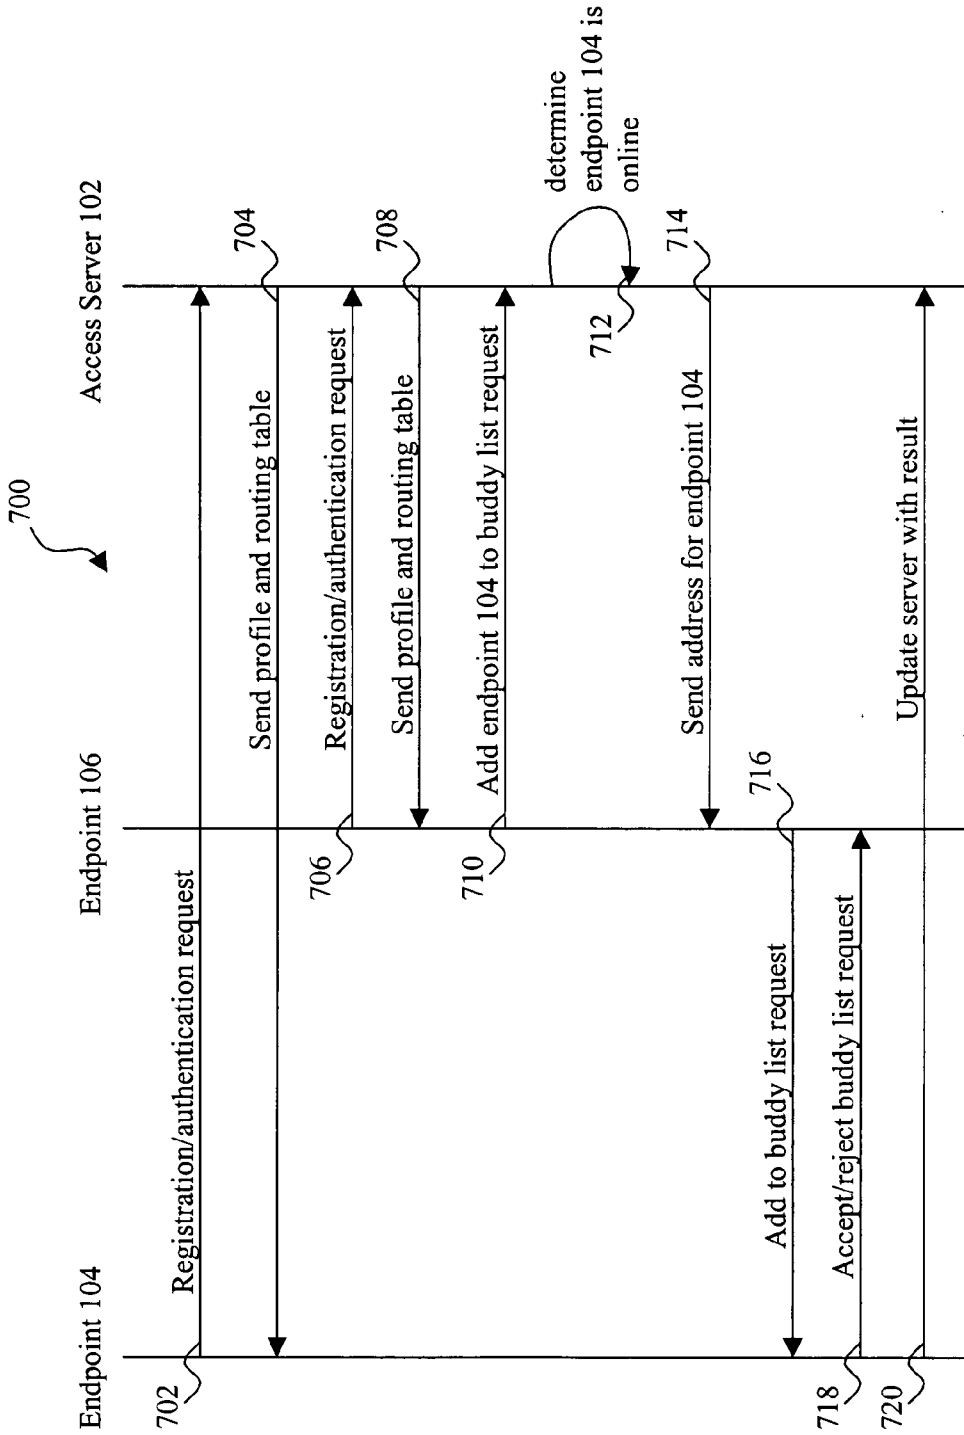 700
Endpoint 104
Endpoint 106
Access Server 102
702
Registration/authentication request
704
Send profile and routing table
706
Registration/authentication request
708
Send profile and routing table
710
Add endpoint 104 to buddy list request
determine
endpoint 104 is
online
712
714
Send address for endpoint 104
716
Add to buddy list request
718
Accept/reject buddy list request
720
Update server with result